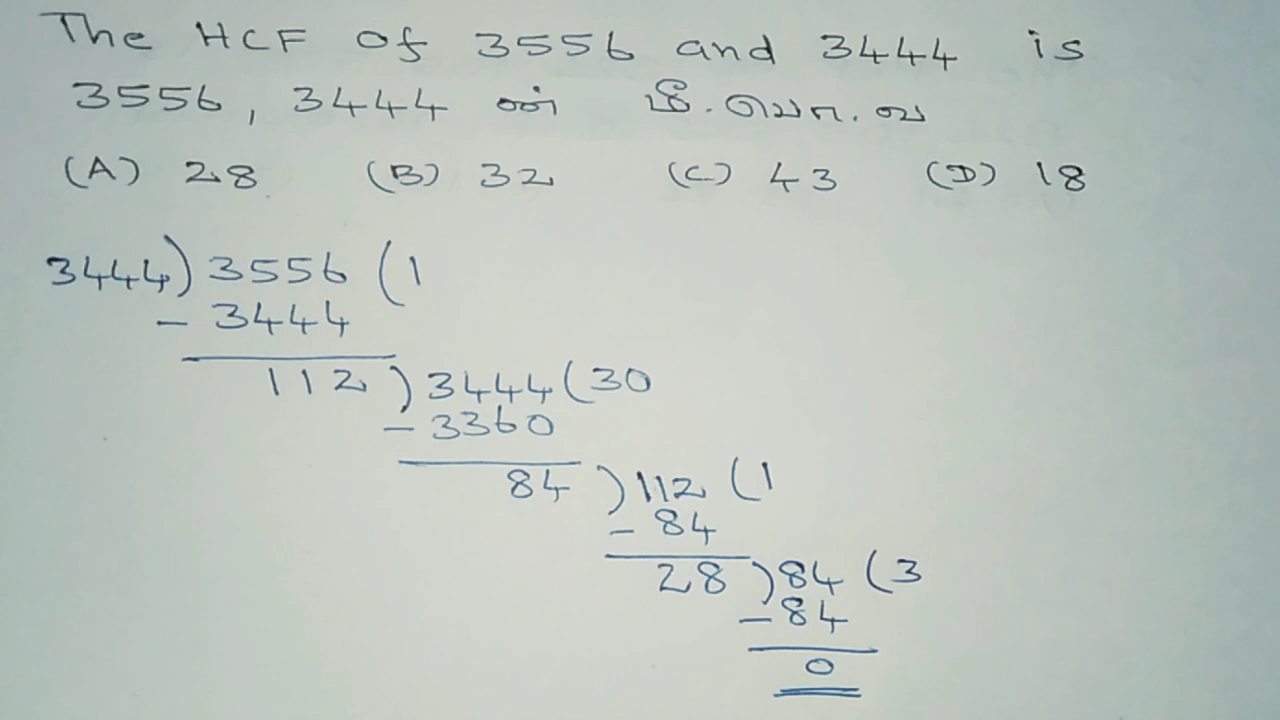 The HCF of 3556 and 3444 is
3556, 3444 ன் மீ.பொ.வ
(A) 28 (B) 32 (C) 43 (D) 18
3444) 3556 (1
- 3444
112 ) 3444 (30
- 3360
84 ) 112 (1
- 84
28 ) 84 (3
- 84
0